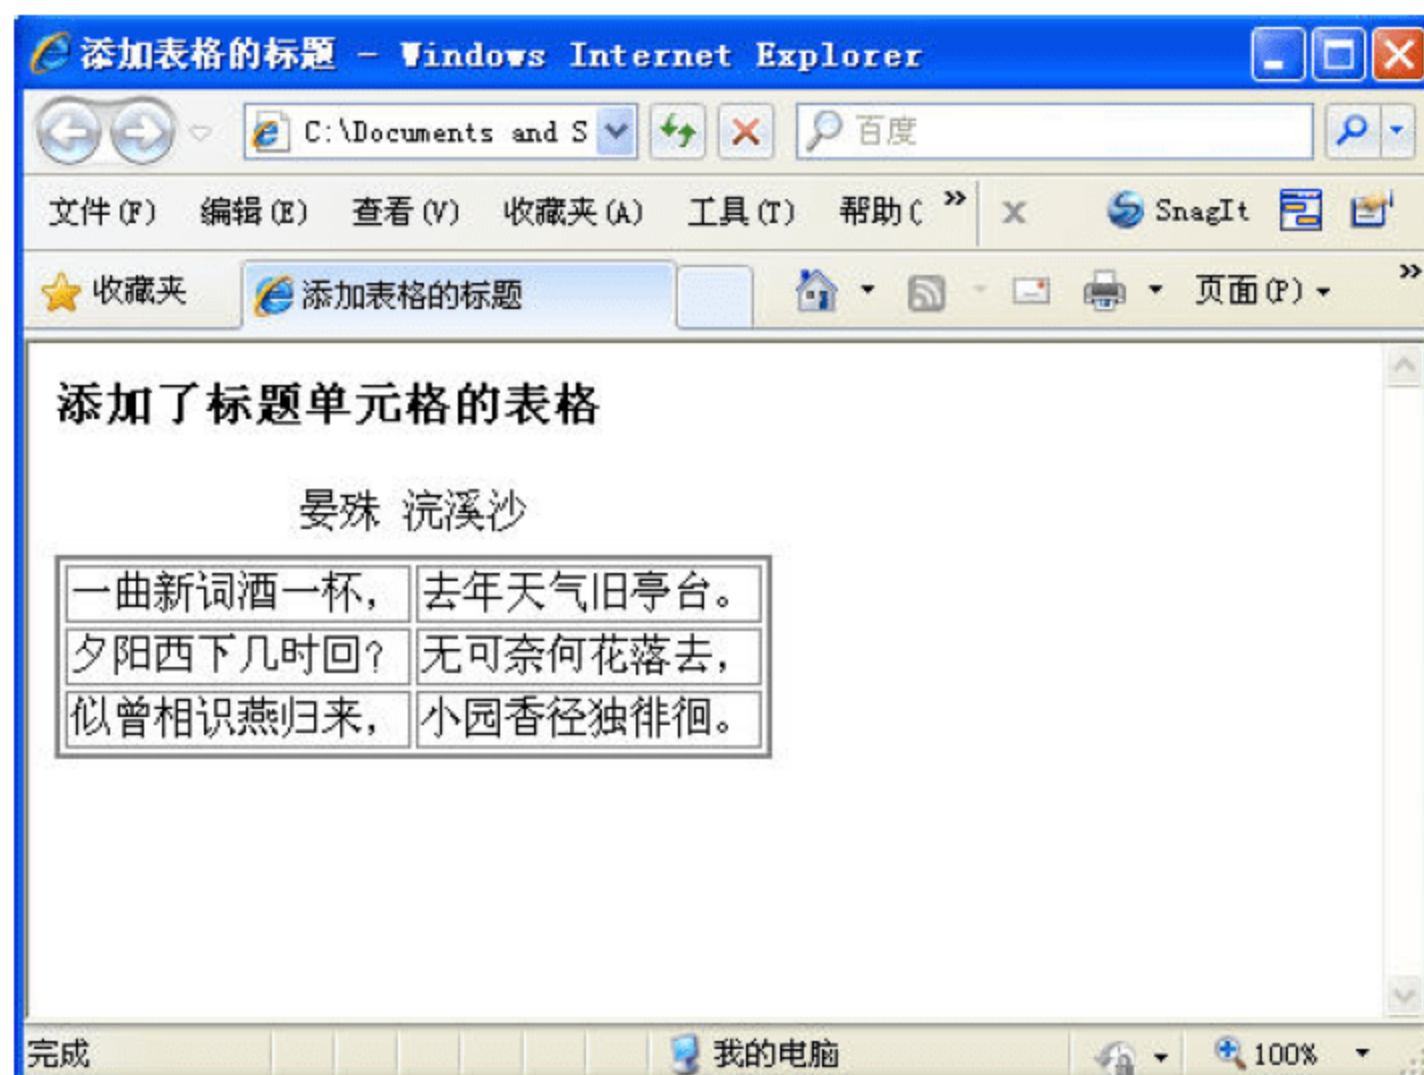 添加表格的标题 - Windows Internet Explorer
C:\Documents and S 百度
文件(F) 编辑(E) 查看(V) 收藏夹(A) 工具(T) 帮助( » x SnagIt
收藏夹 添加表格的标题 页面(P) »
添加了标题单元格的表格
晏殊 浣溪沙
一曲新词酒一杯， 去年天气旧亭台。
夕阳西下几时回? 无可奈何花落去，
似曾相识燕归来， 小园香径独徘徊。
完成 我的电脑 100%